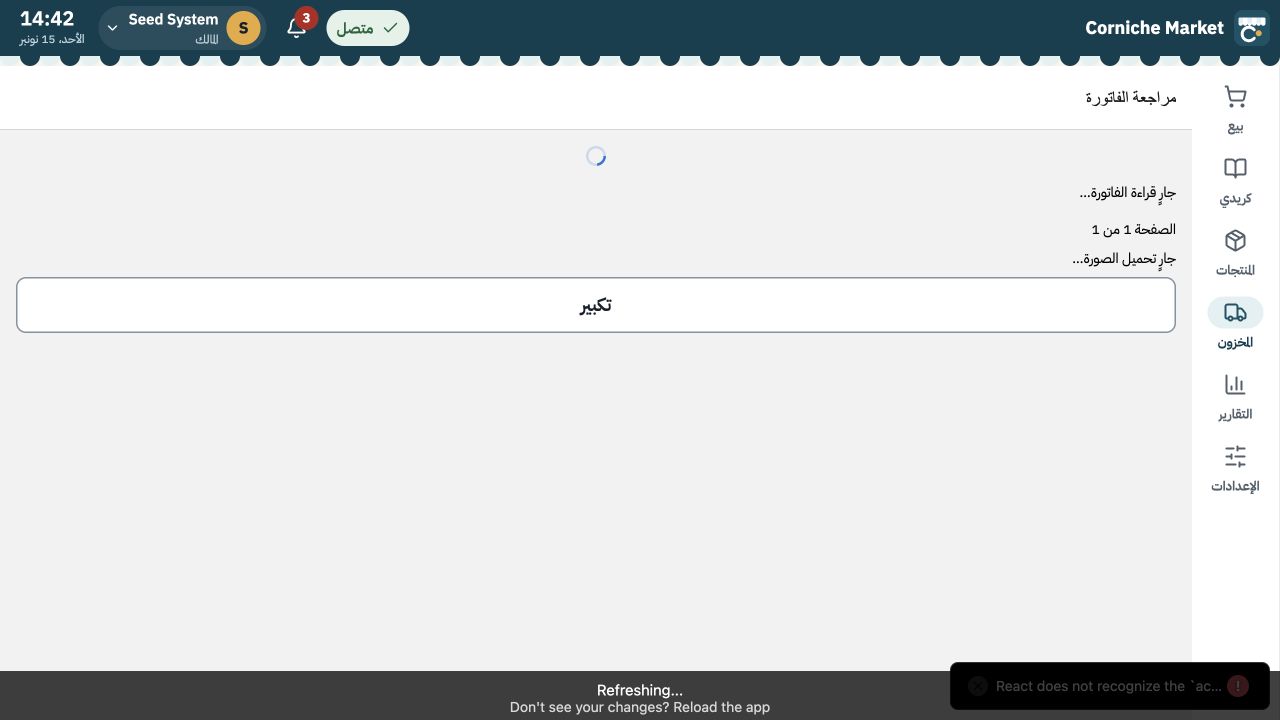 Corniche Market
متصل
3
S
Seed System
المالك
14:42
الأحد، 15 نونبر
بيع
كريدي
المنتجات
المخزون
التقارير
الإعدادات
مراجعة الفاتورة
جارٍ قراءة الفاتورة...
الصفحة 1 من 1
جارٍ تحميل الصورة...
تكبير
Refreshing...
Don't see your changes? Reload the app
React does not recognize the `ac...
!